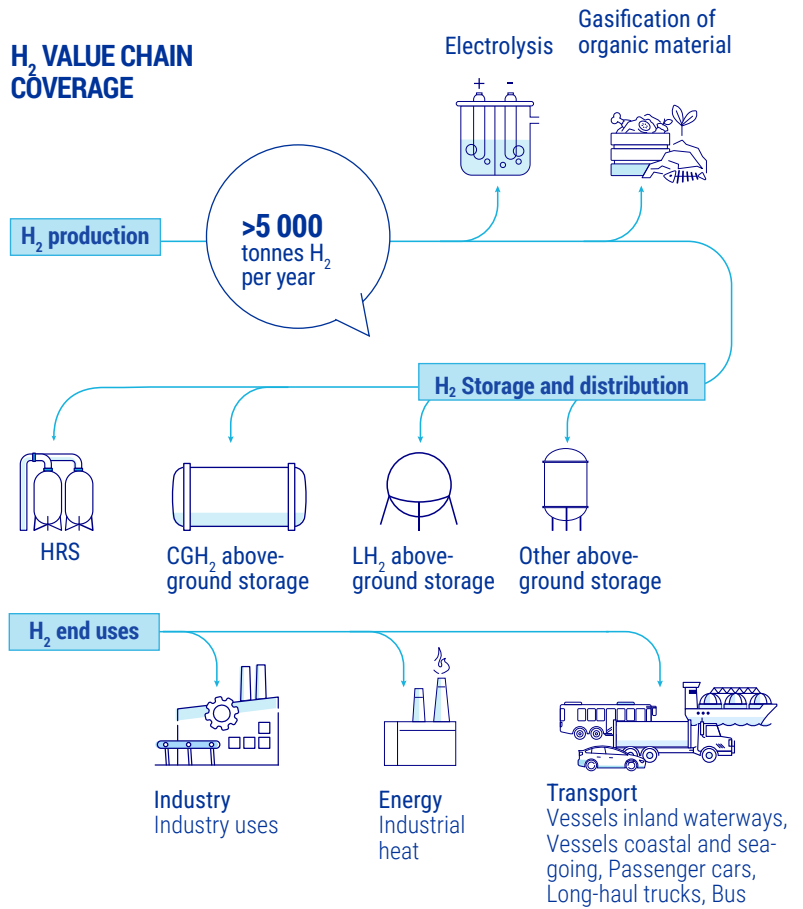 H₂ VALUE CHAIN
COVERAGE
Electrolysis
Gasification of
organic material
+ -
H₂ production
>5 000
tonnes H₂
per year
H₂ Storage and distribution
HRS
CGH₂ above-
ground storage
LH₂ above-
ground storage
Other above-
ground storage
H₂ end uses
Industry
Industry uses
Energy
Industrial
heat
Transport
Vessels inland waterways,
Vessels coastal and sea-
going, Passenger cars,
Long-haul trucks, Bus